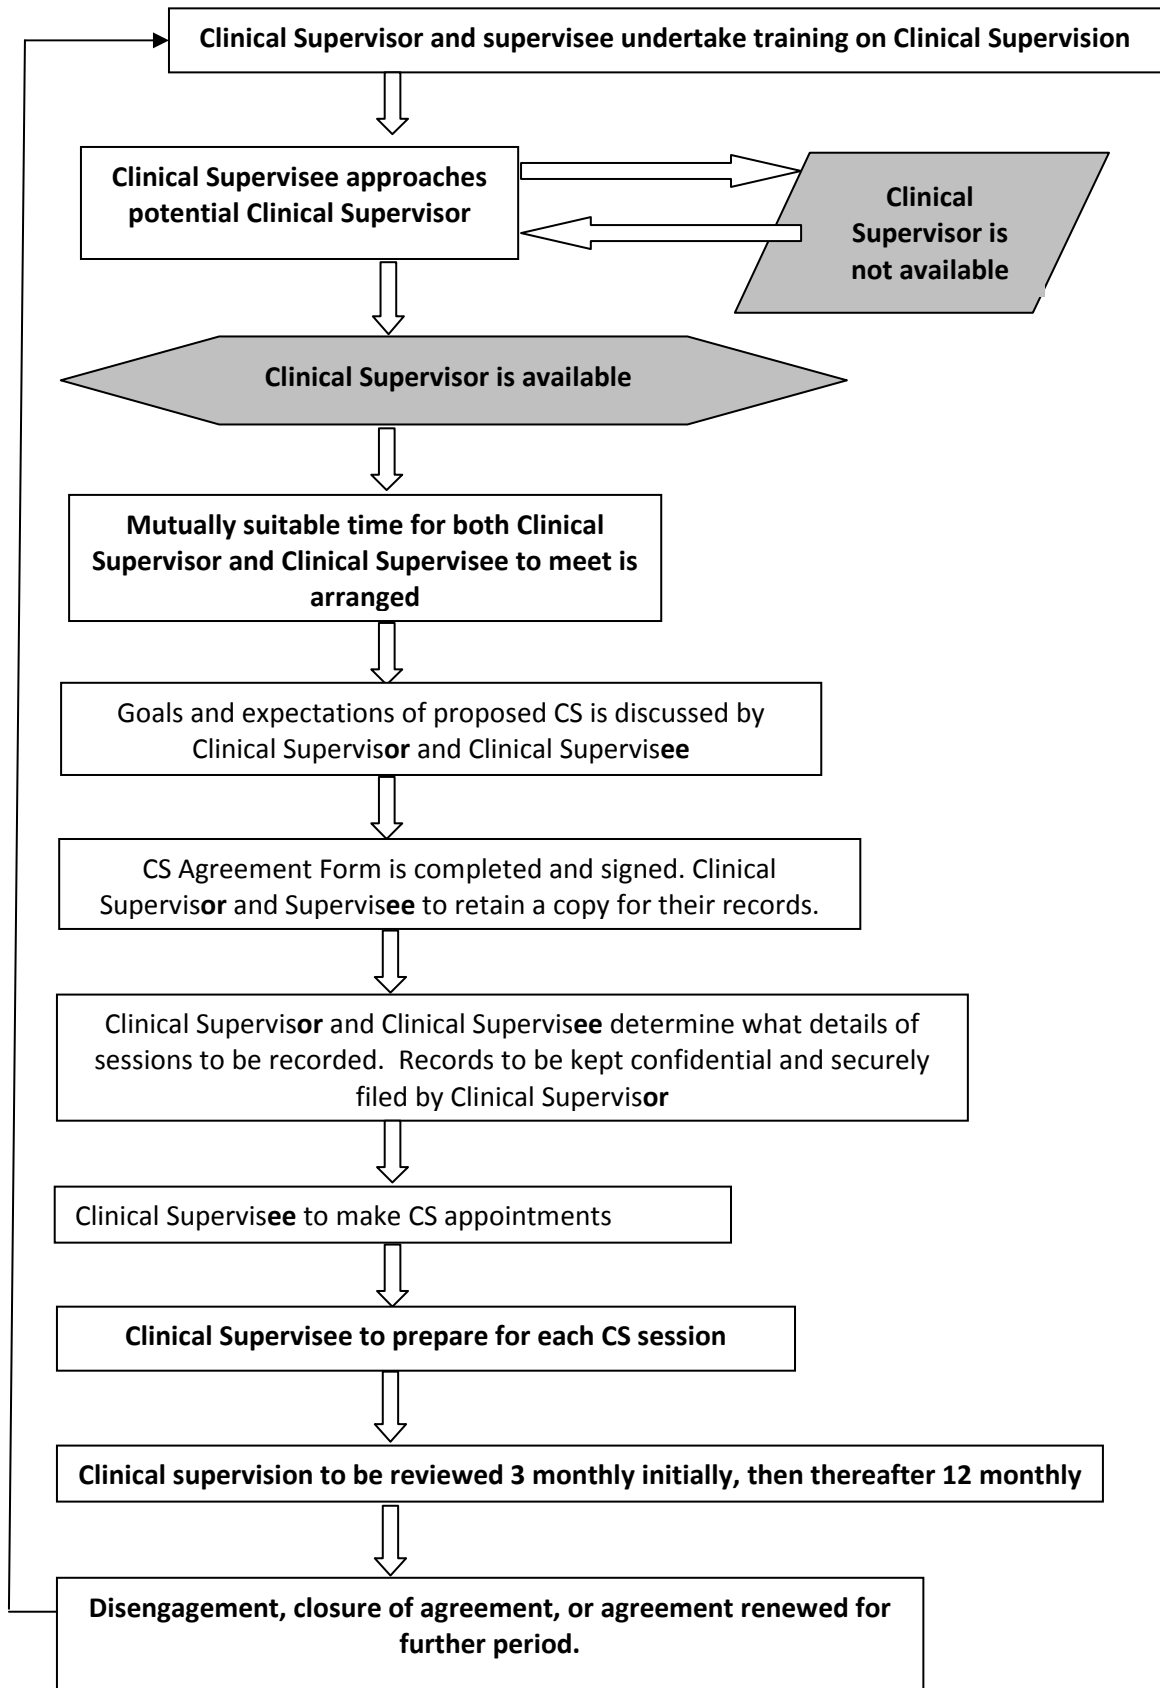 Clinical Supervisor and supervisee undertake training on Clinical Supervision
Clinical Supervisee approaches
potential Clinical Supervisor
Clinical
Supervisor is
not available
Clinical Supervisor is available
Mutually suitable time for both Clinical
Supervisor and Clinical Supervisee to meet is
arranged
Goals and expectations of proposed CS is discussed by
Clinical Supervisor and Clinical Supervisee
CS Agreement Form is completed and signed. Clinical
Supervisor and Supervisee to retain a copy for their records.
Clinical Supervisor and Clinical Supervisee determine what details of
sessions to be recorded.  Records to be kept confidential and securely
filed by Clinical Supervisor
Clinical Supervisee to make CS appointments
Clinical Supervisee to prepare for each CS session
Clinical supervision to be reviewed 3 monthly initially, then thereafter 12 monthly
Disengagement, closure of agreement, or agreement renewed for
further period.